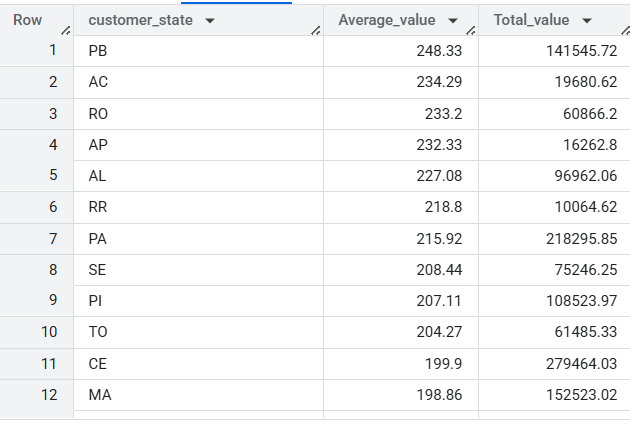 Row customer_state Average_value Total_value
1 PB 248.33 141545.72
2 AC 234.29 19680.62
3 RO 233.2 60866.2
4 AP 232.33 16262.8
5 AL 227.08 96962.06
6 RR 218.8 10064.62
7 PA 215.92 218295.85
8 SE 208.44 75246.25
9 PI 207.11 108523.97
10 TO 204.27 61485.33
11 CE 199.9 279464.03
12 MA 198.86 152523.02